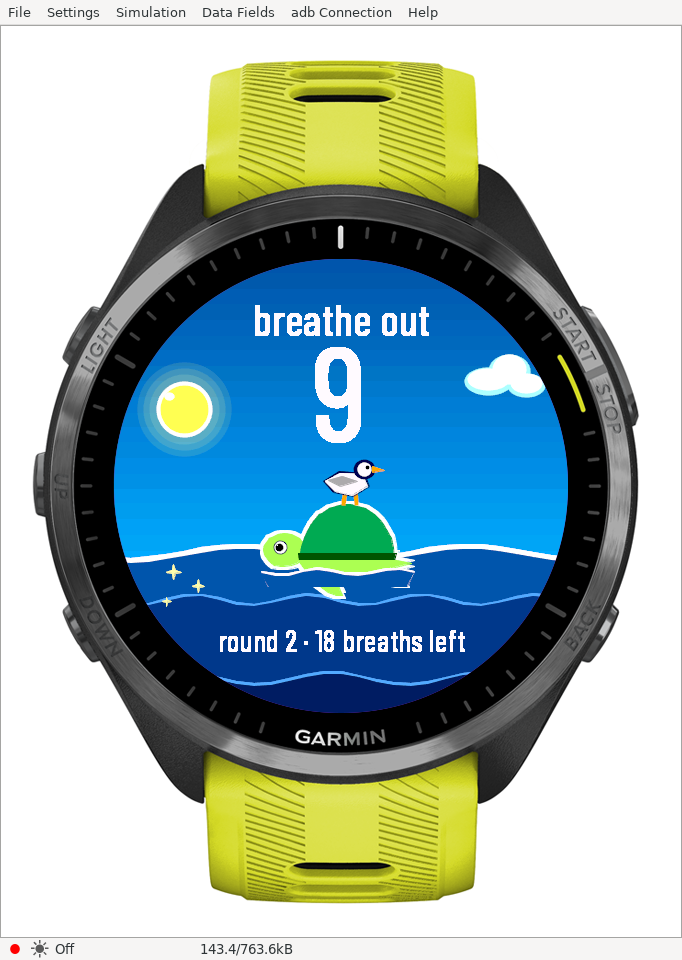 File Settings Simulation Data Fields adb Connection Help
LIGHT
START
STOP
UP
DOWN
BACK
breathe out
9
round 2 · 18 breaths left
GARMIN
Off 143.4/763.6kB